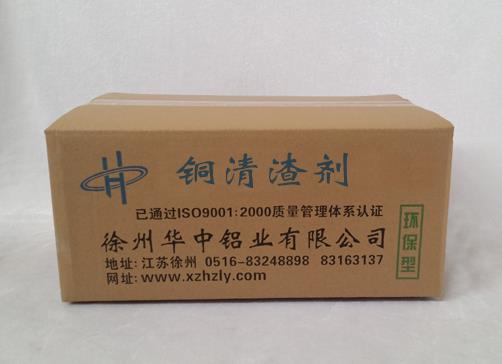 铜清渣剂
已通过ISO9001:2000质量管理体系认证
徐州华中铝业有限公司
地址: 江苏徐州 0516-83248898 83163137
网址: www.xzhzly.com
环保型